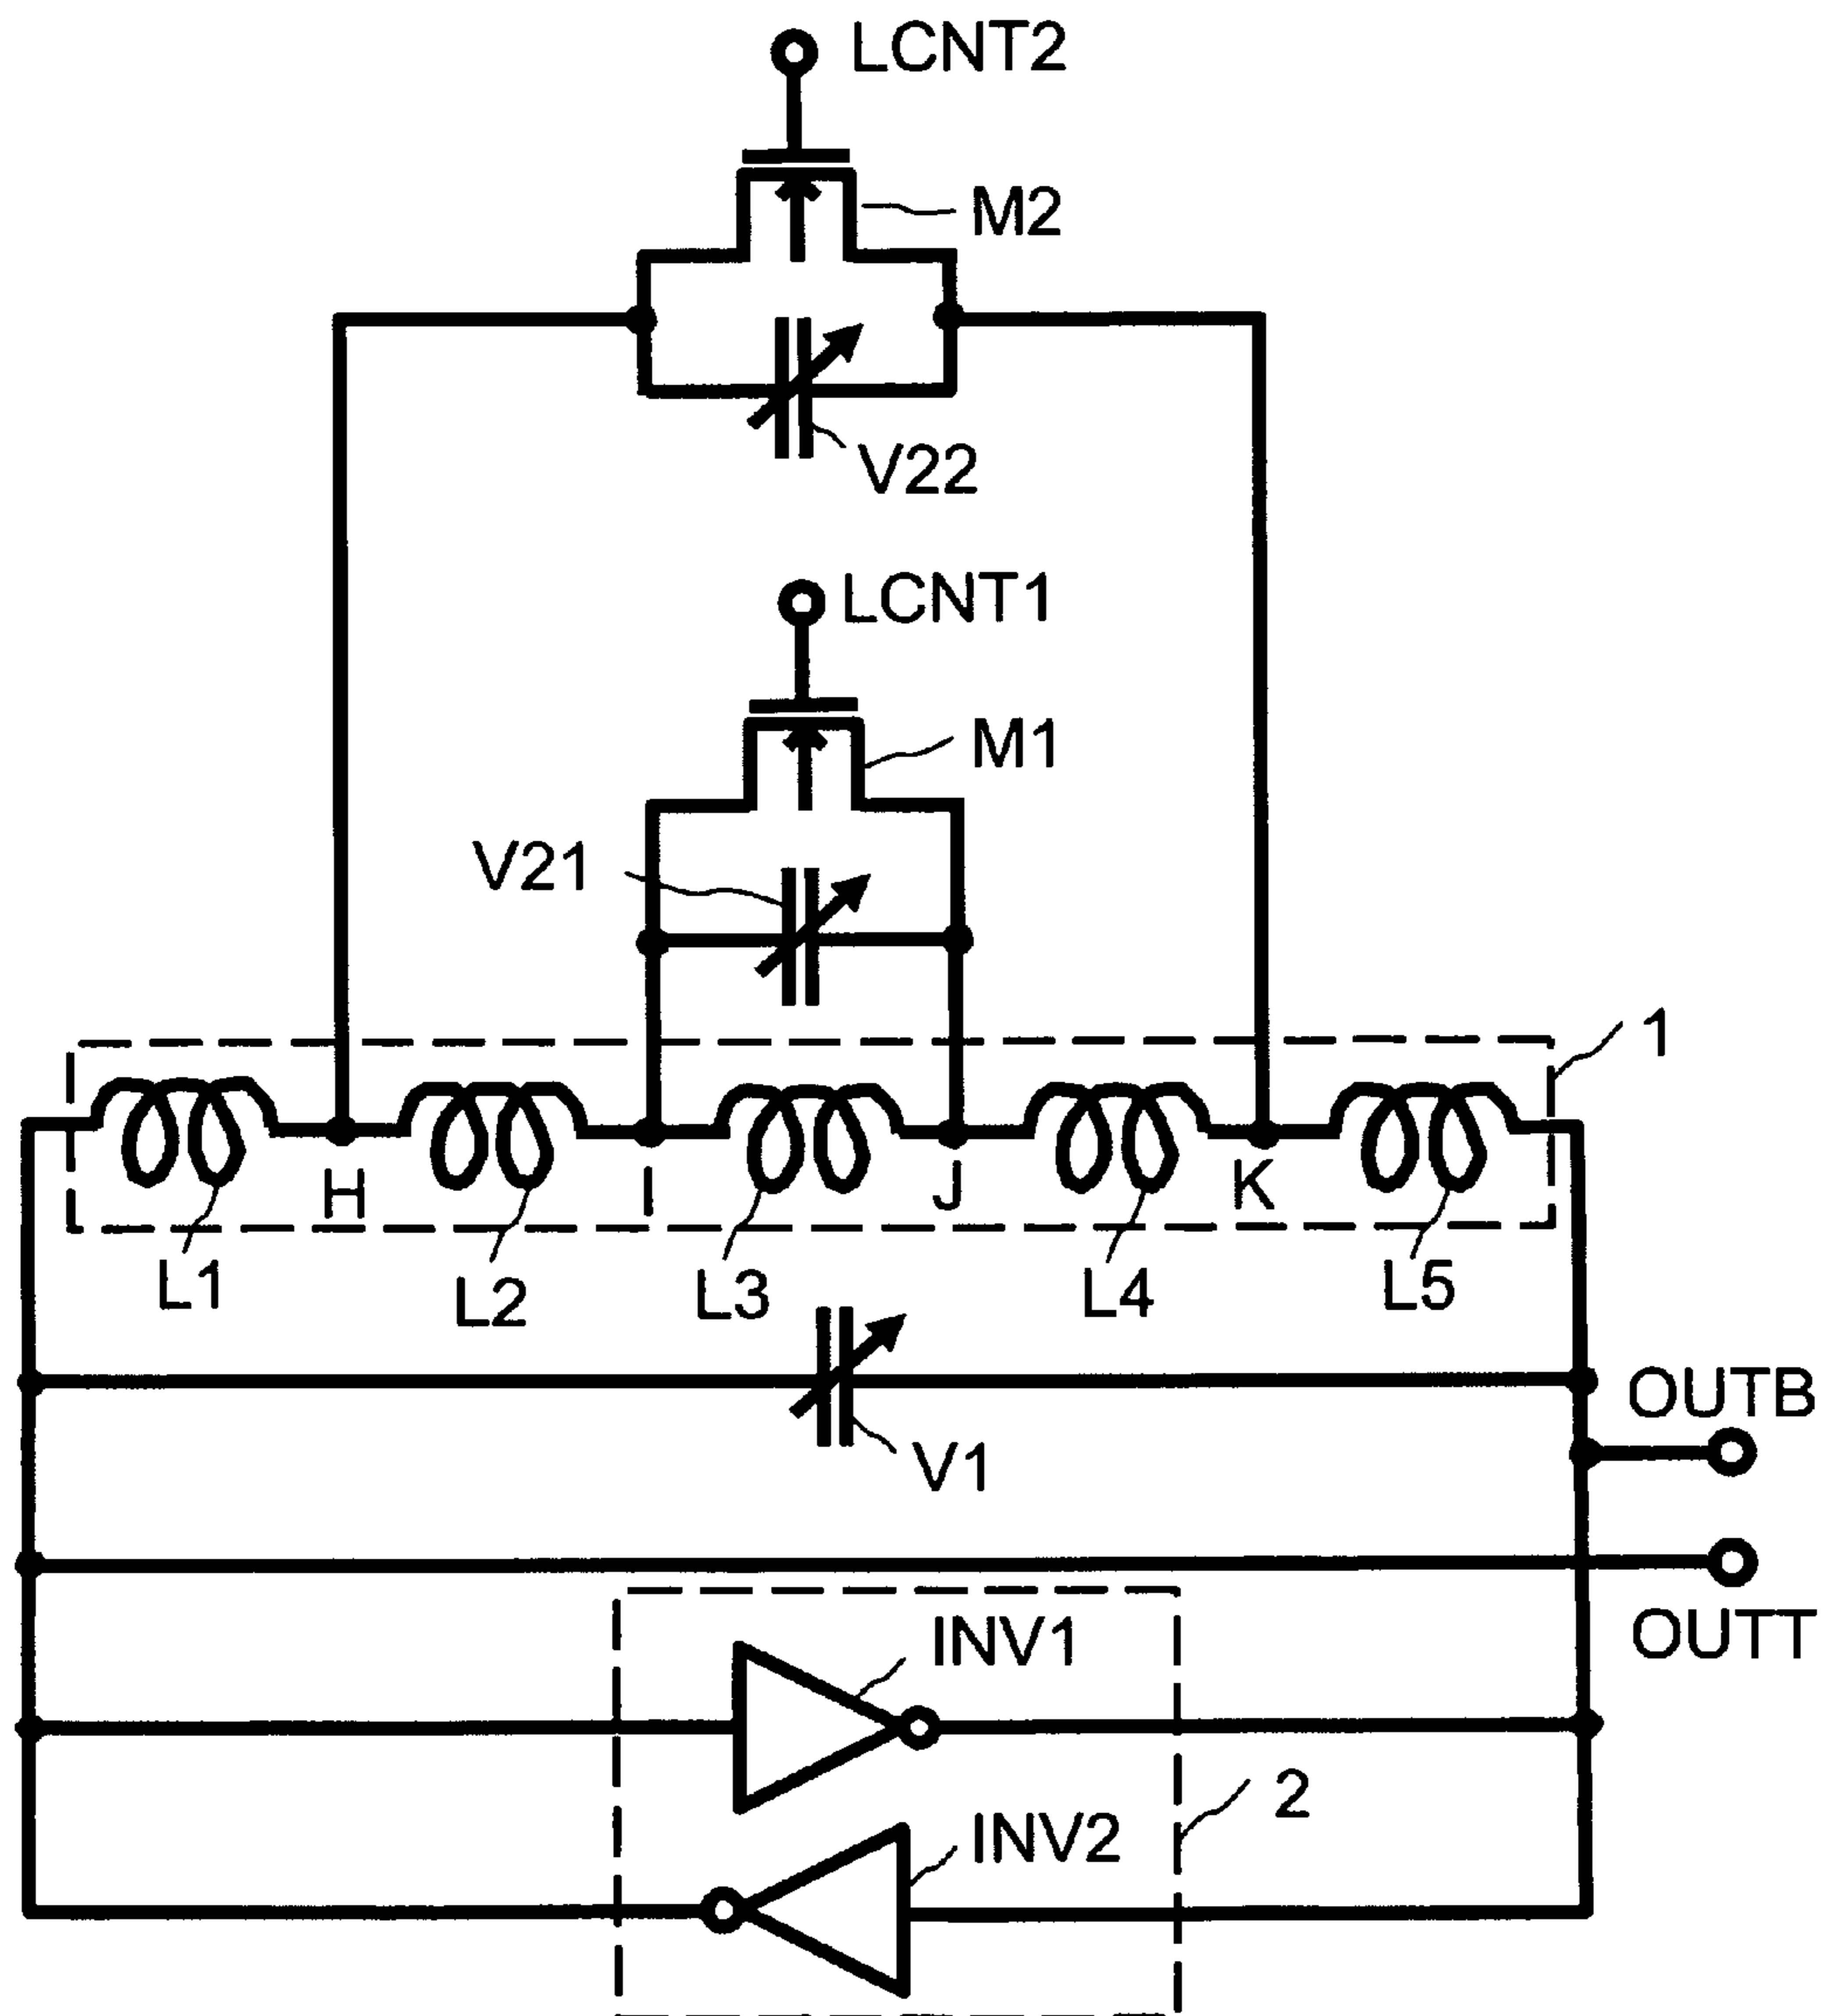 LCNT2
M2
V22
LCNT1
M1
V21
1
H
I
J
K
L1
L2
L3
L4
L5
V1
OUTB
OUTT
INV1
2
INV2